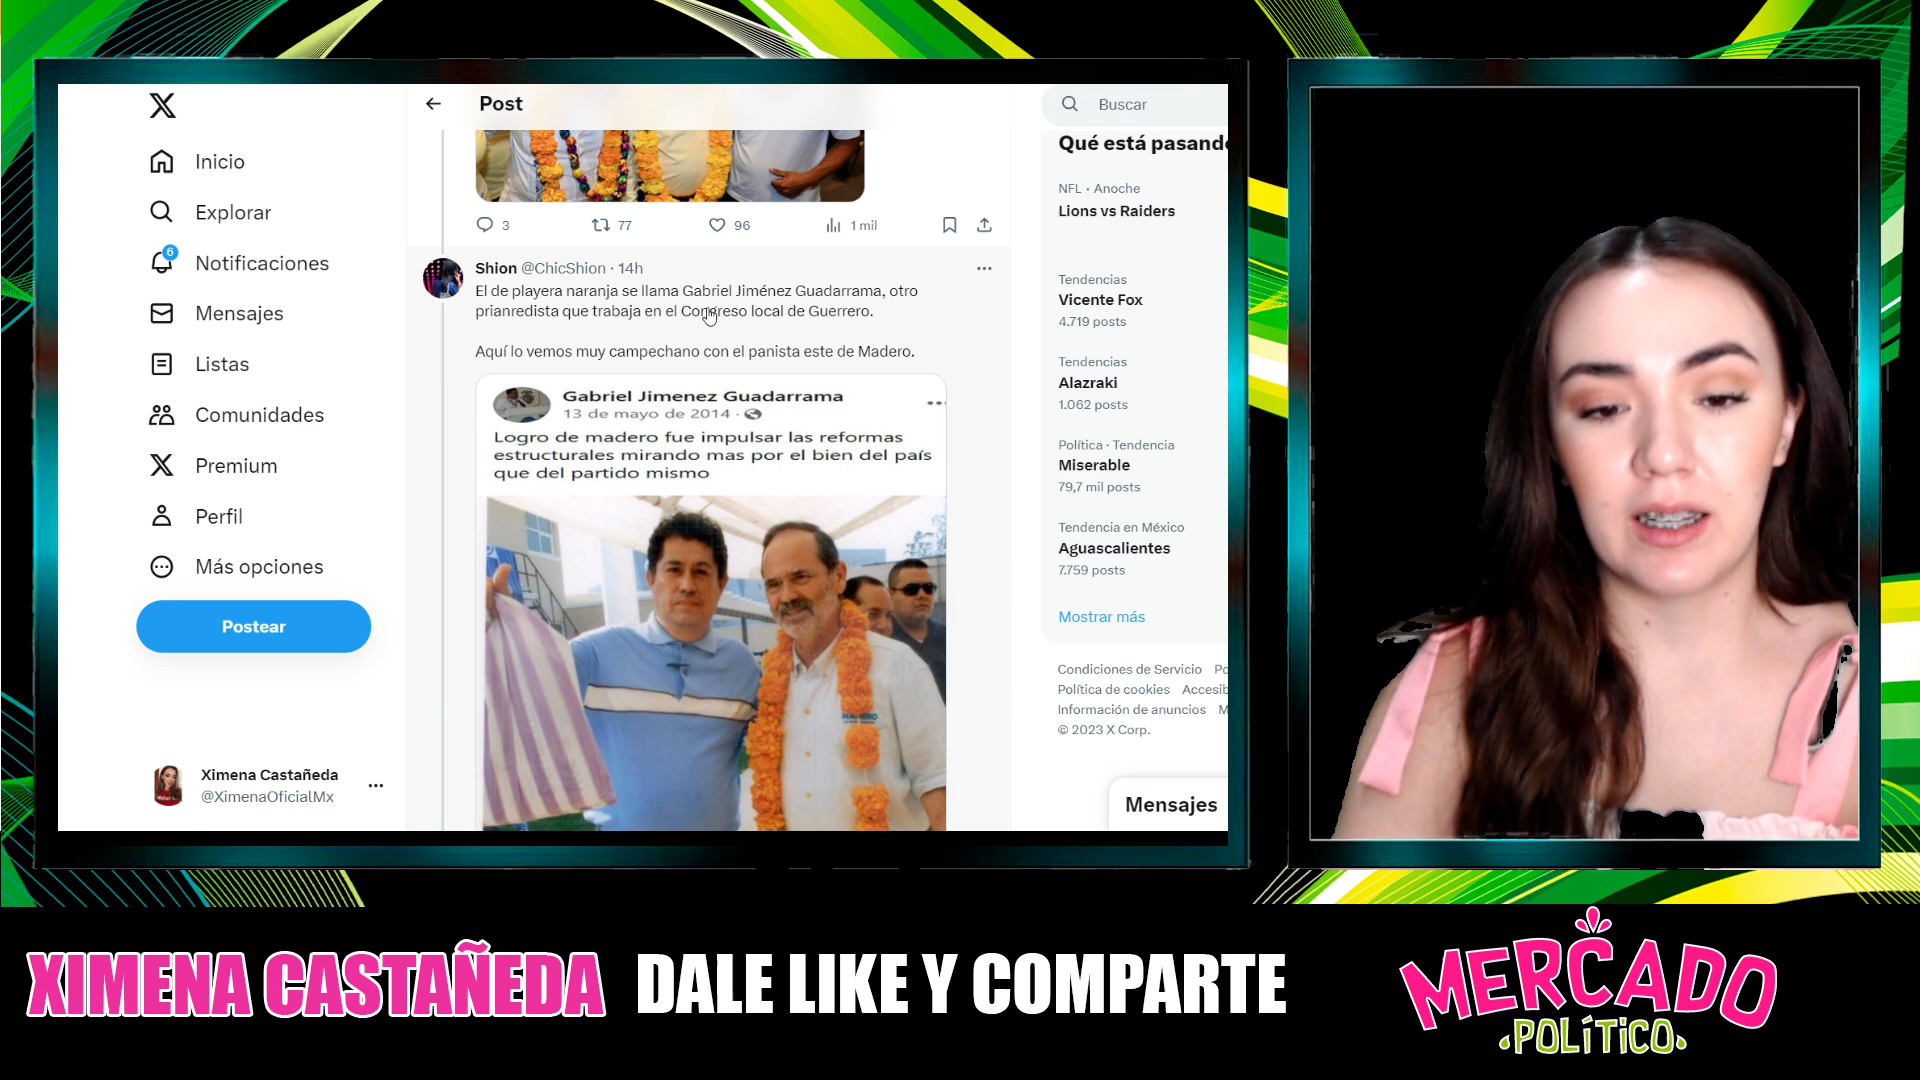 Inicio
Explorar
6
Notificaciones
Mensajes
Listas
Comunidades
Premium
Perfil
Más opciones
Postear
Ximena Castañeda
@XimenaOficialMx
Post
3
77
96
1 mil
Shion @ChicShion · 14h
El de playera naranja se llama Gabriel Jiménez Guadarrama, otro
prianredista que trabaja en el Congreso local de Guerrero.
Aquí lo vemos muy campechano con el panista este de Madero.
Gabriel Jimenez Guadarrama
13 de mayo de 2014 ·
Logro de madero fue impulsar las reformas
estructurales mirando mas por el bien del país
que del partido mismo
MADERO
Buscar
Qué está pasando
NFL · Anoche
Lions vs Raiders
Tendencias
Vicente Fox
4.719 posts
Tendencias
Alazraki
1.062 posts
Política · Tendencia
Miserable
79,7 mil posts
Tendencia en México
Aguascalientes
7.759 posts
Mostrar más
Condiciones de Servicio
Política de cookies
Información de anuncios
© 2023 X Corp.
Mensajes
XIMENA CASTAÑEDA DALE LIKE Y COMPARTE
MERCADO
POLÍTICO